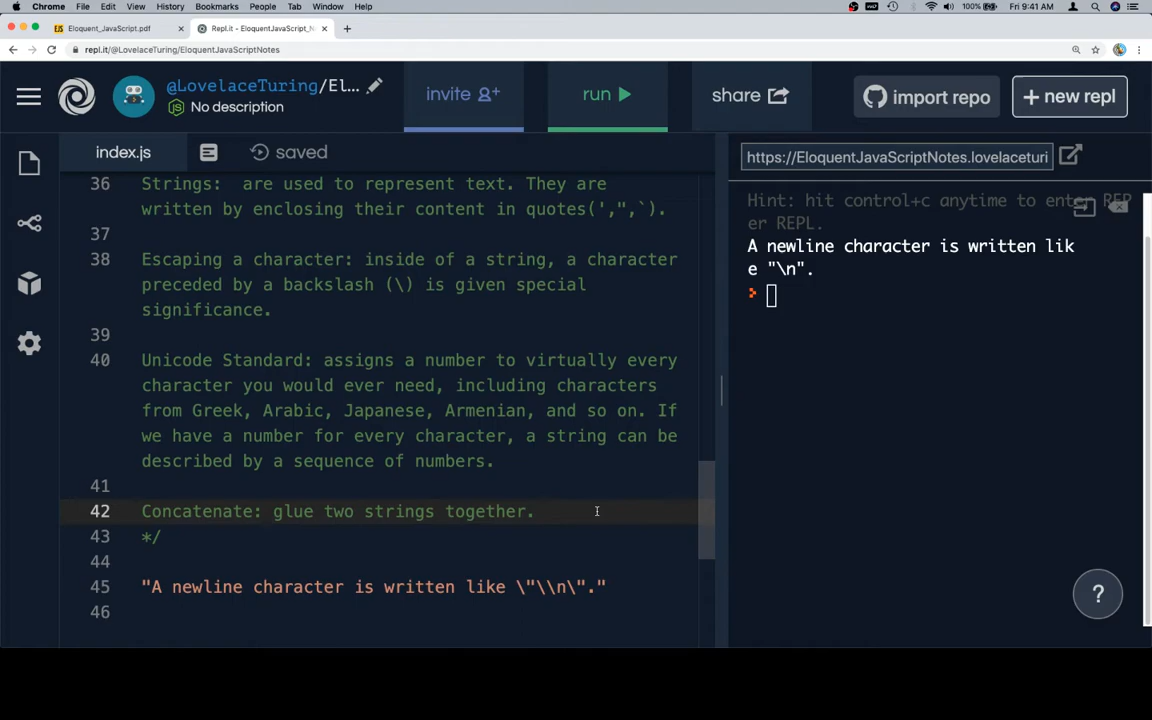 Chrome File Edit View History Bookmarks People Tab Window Help
100% Fri 9:41 AM
EJS Eloquent_JavaScript.pdf × Repl.it - EloquentJavaScript_N × +
repl.it/@LovelaceTuring/EloquentJavaScriptNotes
@LovelaceTuring/El...
No description
invite
run
share
import repo
+ new repl
index.js
saved
https://EloquentJavaScriptNotes.lovelaceturi
36 Strings:  are used to represent text. They are
written by enclosing their content in quotes(',",`).
37
38 Escaping a character: inside of a string, a character
preceded by a backslash (\) is given special
significance.
39
40 Unicode Standard: assigns a number to virtually every
character you would ever need, including characters
from Greek, Arabic, Japanese, Armenian, and so on. If
we have a number for every character, a string can be
described by a sequence of numbers.
41
42 Concatenate: glue two strings together.
43 */
44
45 "A newline character is written like \"\\n\"."
46
Hint: hit control+c anytime to enter REP
er REPL.
A newline character is written lik
e "\n".
>
?